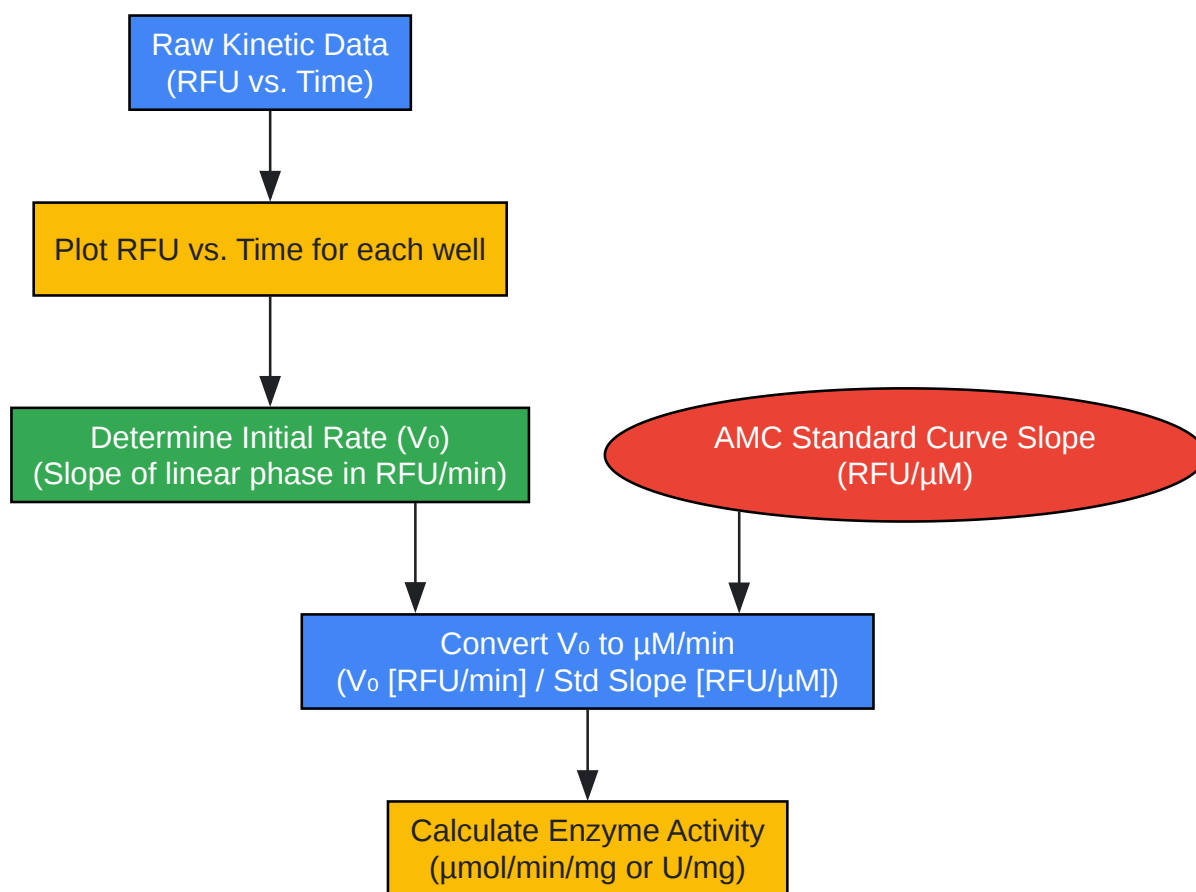 Raw Kinetic Data
(RFU vs. Time)
Plot RFU vs. Time for each well
Determine Initial Rate (V₀)
(Slope of linear phase in RFU/min)
AMC Standard Curve Slope
(RFU/µM)
Convert V₀ to µM/min
(V₀ [RFU/min] / Std Slope [RFU/µM])
Calculate Enzyme Activity
(µmol/min/mg or U/mg)